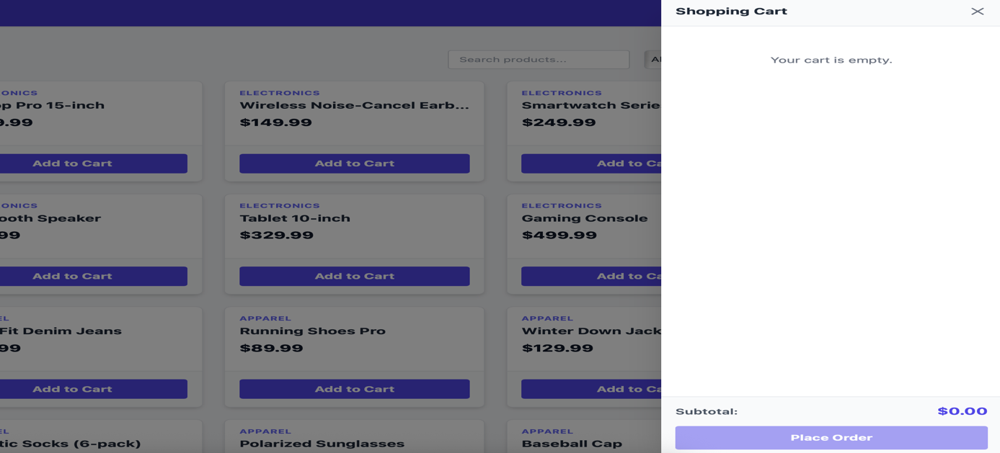 Shopping Cart
Your cart is empty.
Search products...
ONICS
ELECTRONICS
ELECTRONICS
Pro 15-inch
Wireless Noise-Cancel Earb...
Smartwatch Serie
9.99
$149.99
$249.99
Add to Cart
Add to Cart
Add to Ca
ONICS
ELECTRONICS
ELECTRONICS
ooth Speaker
Tablet 10-inch
Gaming Console
99
$329.99
$499.99
Add to Cart
Add to Cart
Add to Ca
EL
APPAREL
APPAREL
Fit Denim Jeans
Running Shoes Pro
Winter Down Jack
99
$89.99
$129.99
Add to Cart
Add to Cart
Add to Ca
EL
APPAREL
APPAREL
tic Socks (6-pack)
Polarized Sunglasses
Baseball Cap
Subtotal:
$0.00
Place Order